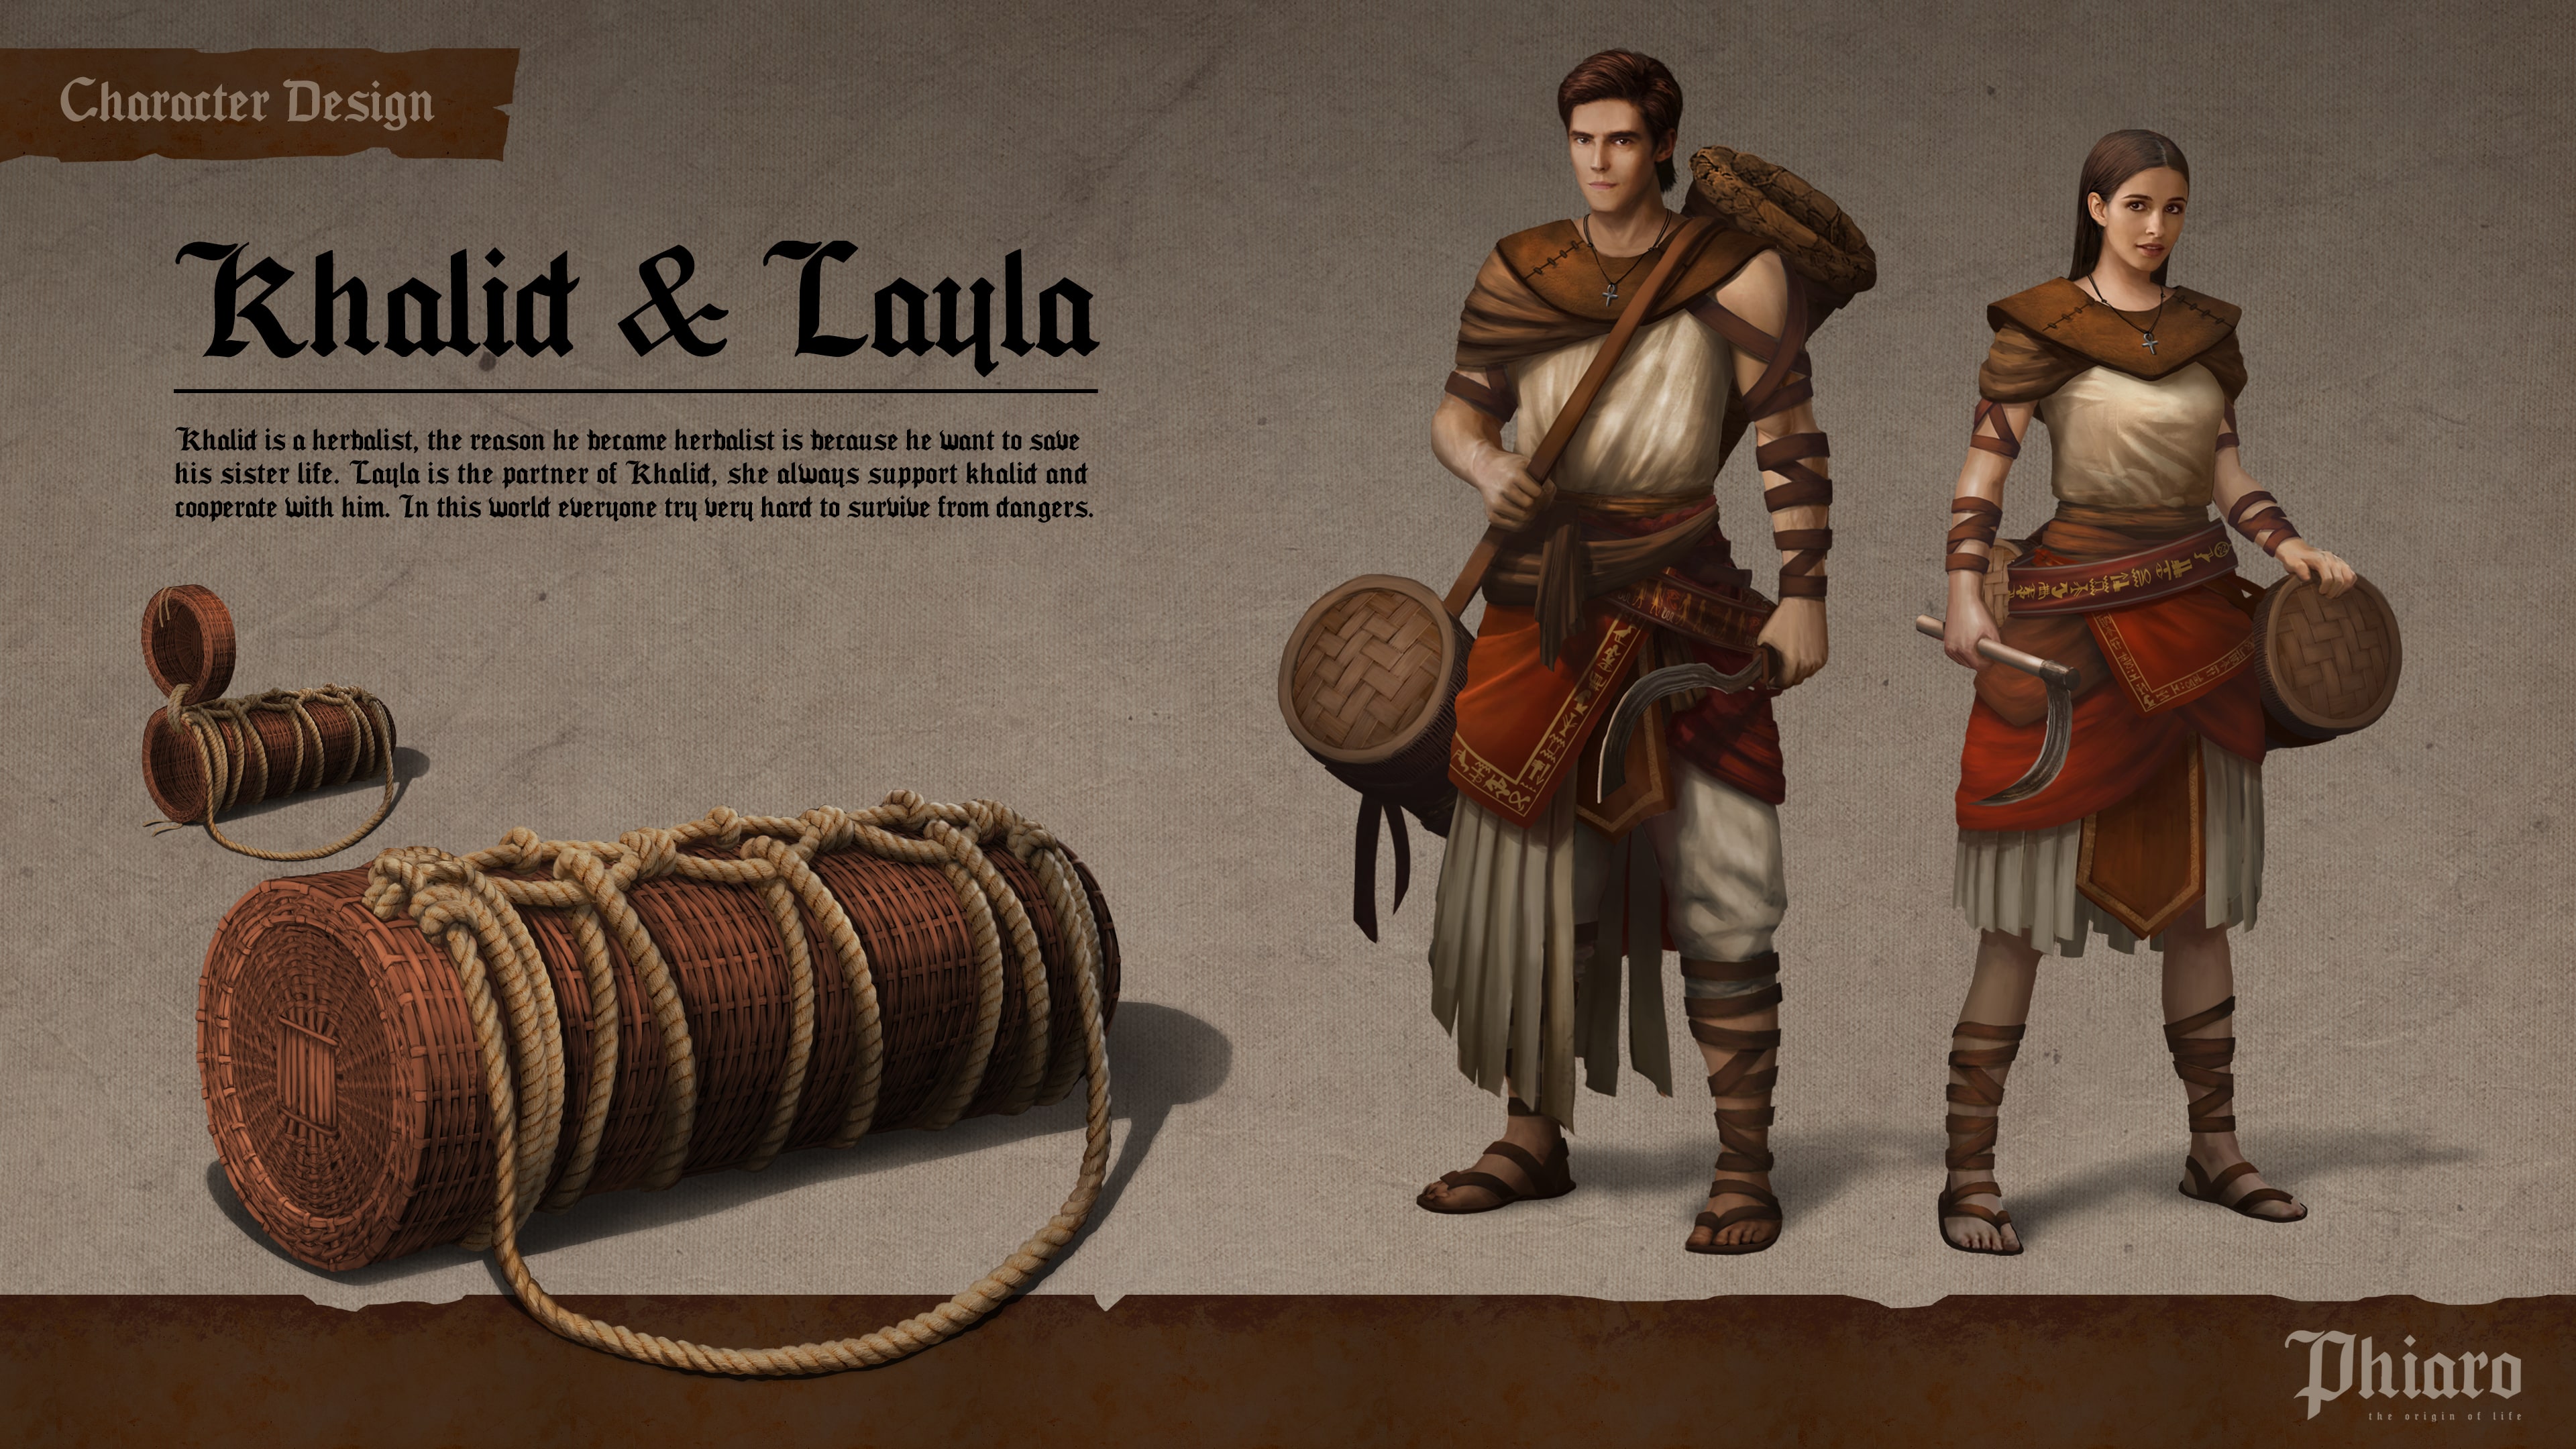 Character Design
Khalid & Layla
Khalid is a herbalist, the reason he became herbalist is because he want to save
his sister life. Layla is the partner of Khalid, she always support khalid and
cooperate with him. In this world everyone try very hard to survive from dangers.
Phiaro
the origin of life